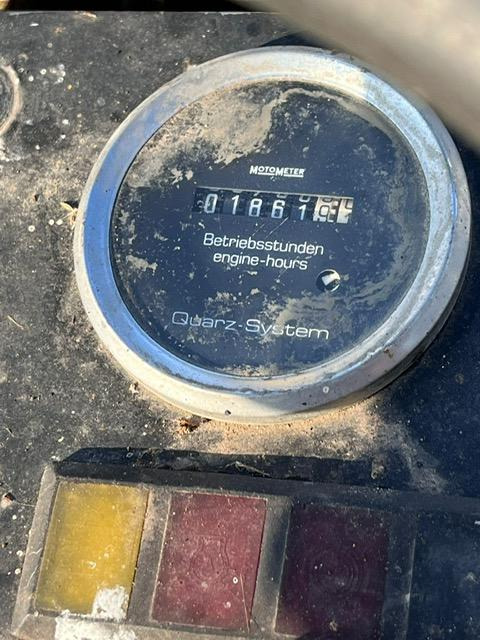 MotoMeter
01861
Betriebsstunden
engine-hours
Quarz-System